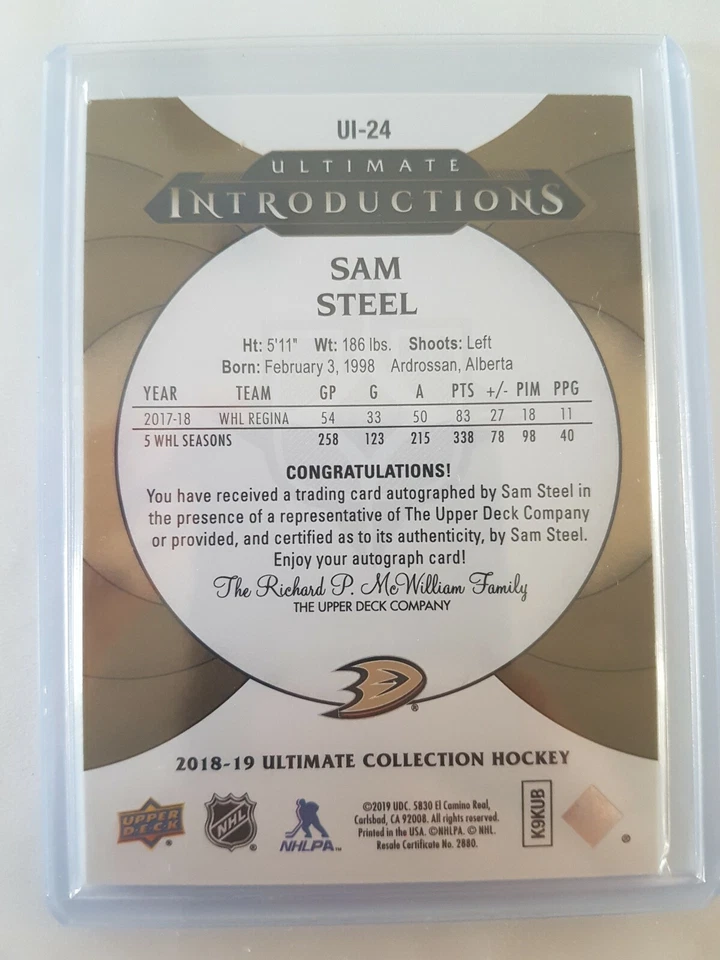 UI-24
ULTIMATE
INTRODUCTIONS
SAM
STEEL
Ht: 5'11" Wt: 186 lbs. Shoots: Left
Born: February 3, 1998 Ardrossan, Alberta
YEAR TEAM GP G A PTS +/- PIM PPG
2017-18 WHL REGINA 54 33 50 83 27 18 11
5 WHL SEASONS 258 123 215 338 78 98 40
CONGRATULATIONS!
You have received a trading card autographed by Sam Steel in
the presence of a representative of The Upper Deck Company
or provided, and certified as to its authenticity, by Sam Steel.
Enjoy your autograph card!
The Richard P. McWilliam Family
THE UPPER DECK COMPANY
®
2018-19 ULTIMATE COLLECTION HOCKEY
UPPER
D·E·C·K
®
NHL
®
NHLPA™
©2019 UDC. 5830 El Camino Real,
Carlsbad, CA 92008. All rights reserved.
Printed in the USA. ©NHLPA. © NHL.
Resale Certificate No. 2880.
K9KUB
®